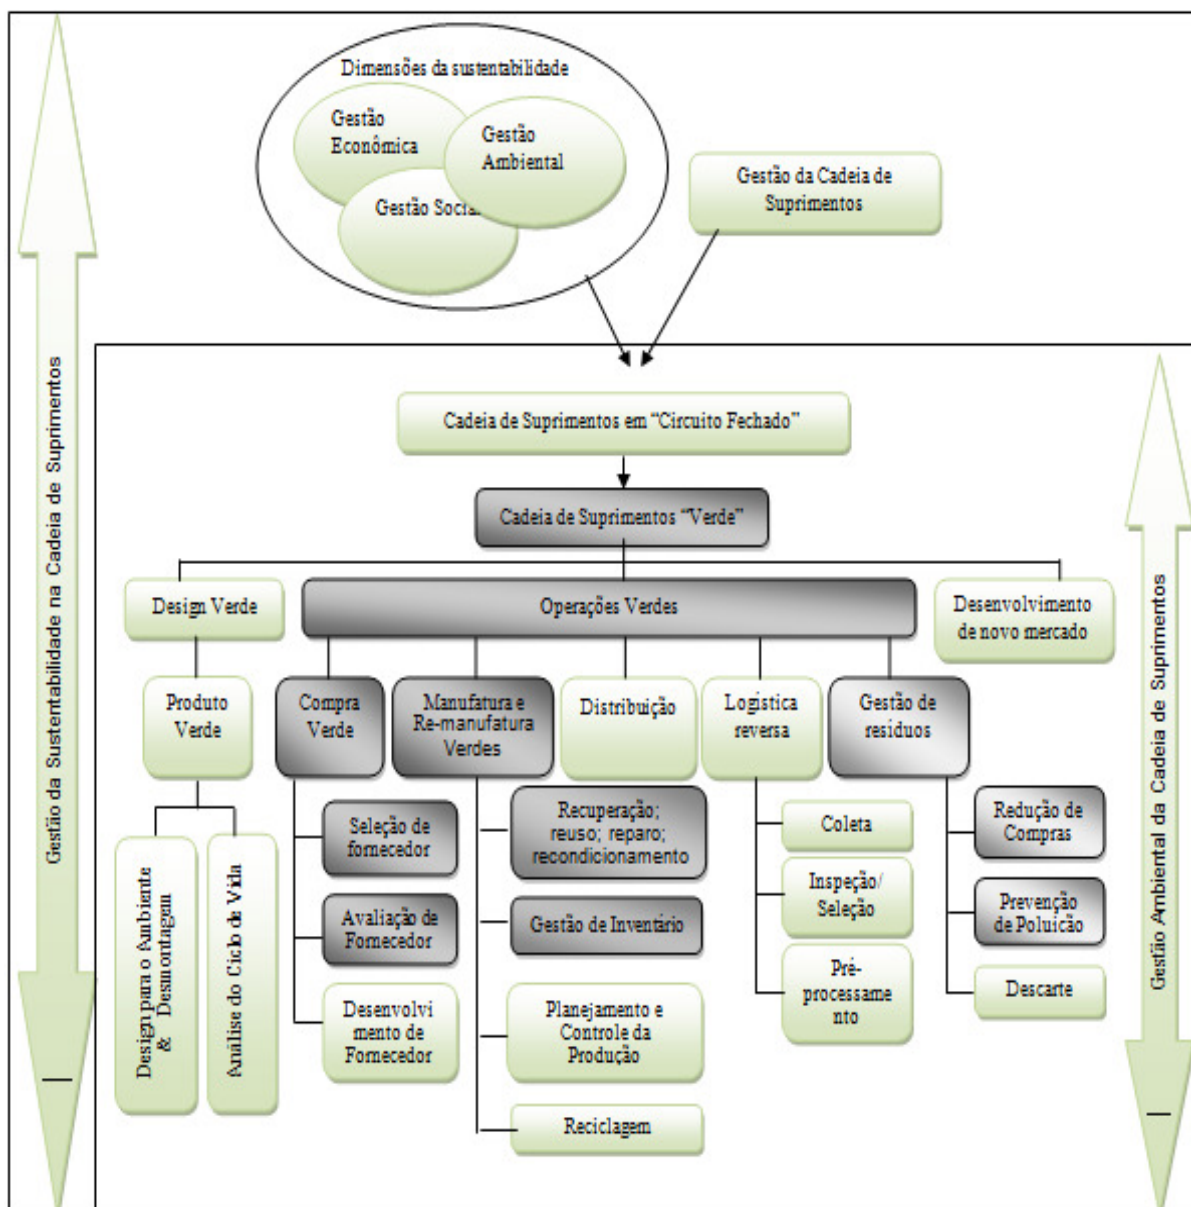 Dimensões da sustentabilidade
Gestão
Econômica
Gestão
Ambiental
Gestão Social
Gestão da Cadeia de
Suprimentos
Gestão da Sustentabilidade na Cadeia de Suprimentos
Gestão Ambiental da Cadeia de Suprimentos
Cadeia de Suprimentos em “Circuito Fechado”
Cadeia de Suprimentos “Verde”
Design Verde
Operações Verdes
Desenvolvimento
de novo mercado
Produto
Verde
Compra
Verde
Manufatura e
Re-manufatura
Verdes
Distribuição
Logística
reversa
Gestão de
resíduos
Design para o Ambiente
& Desmontagem
Análise do Ciclo de Vida
Seleção de
fornecedor
Avaliação de
Fornecedor
Desenvolvi
mento de
Fornecedor
Recuperação;
reuso; reparo;
recondicionamento
Gestão de Inventário
Planejamento e
Controle da
Produção
Reciclagem
Coleta
Inspeção/
Seleção
Pré-
processame
nto
Redução de
Compras
Prevenção
de Poluição
Descarte